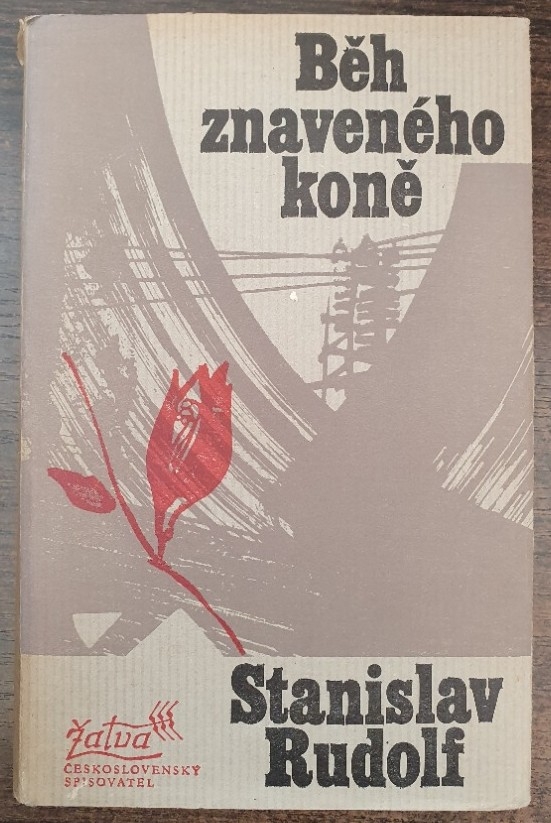 Běh
znaveného
koně
Stanislav
Rudolf
Žatva
ČESKOSLOVENSKÝ
SPISOVATEL